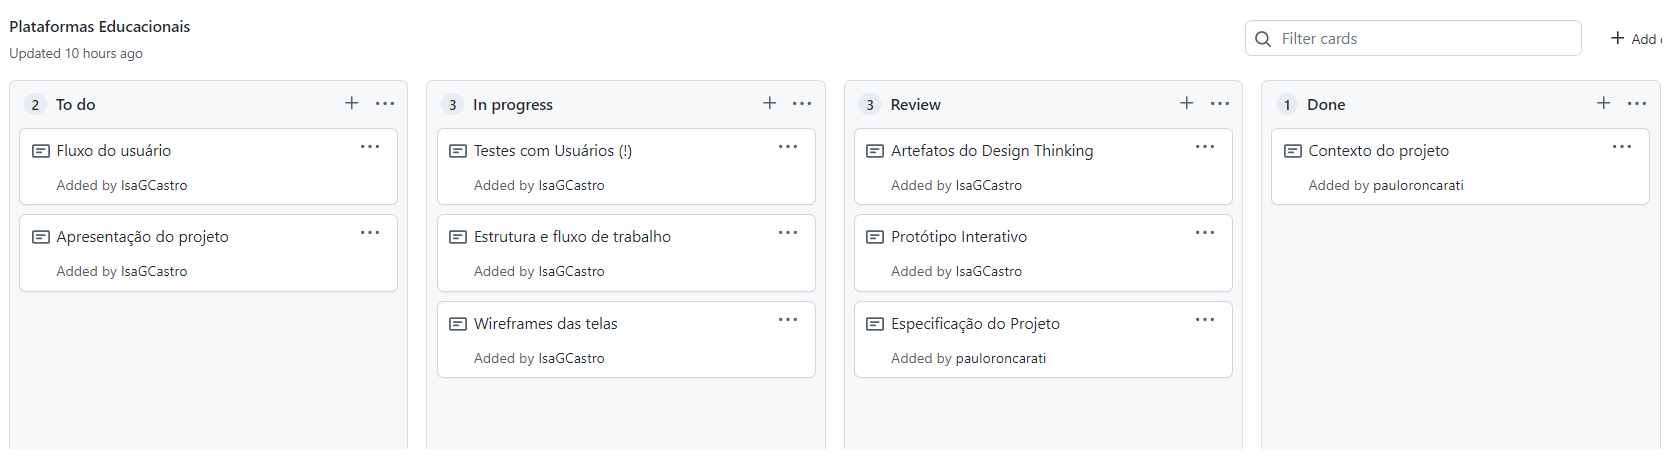 Plataformas Educacionais
Updated 10 hours ago
Filter cards
Add
2 To do
Fluxo do usuário
Added by IsaGCastro
Apresentação do projeto
Added by IsaGCastro
3 In progress
Testes com Usuários (!)
Added by IsaGCastro
Estrutura e fluxo de trabalho
Added by IsaGCastro
Wireframes das telas
Added by IsaGCastro
3 Review
Artefatos do Design Thinking
Added by IsaGCastro
Protótipo Interativo
Added by IsaGCastro
Especificação do Projeto
Added by pauloroncarati
1 Done
Contexto do projeto
Added by pauloroncarati